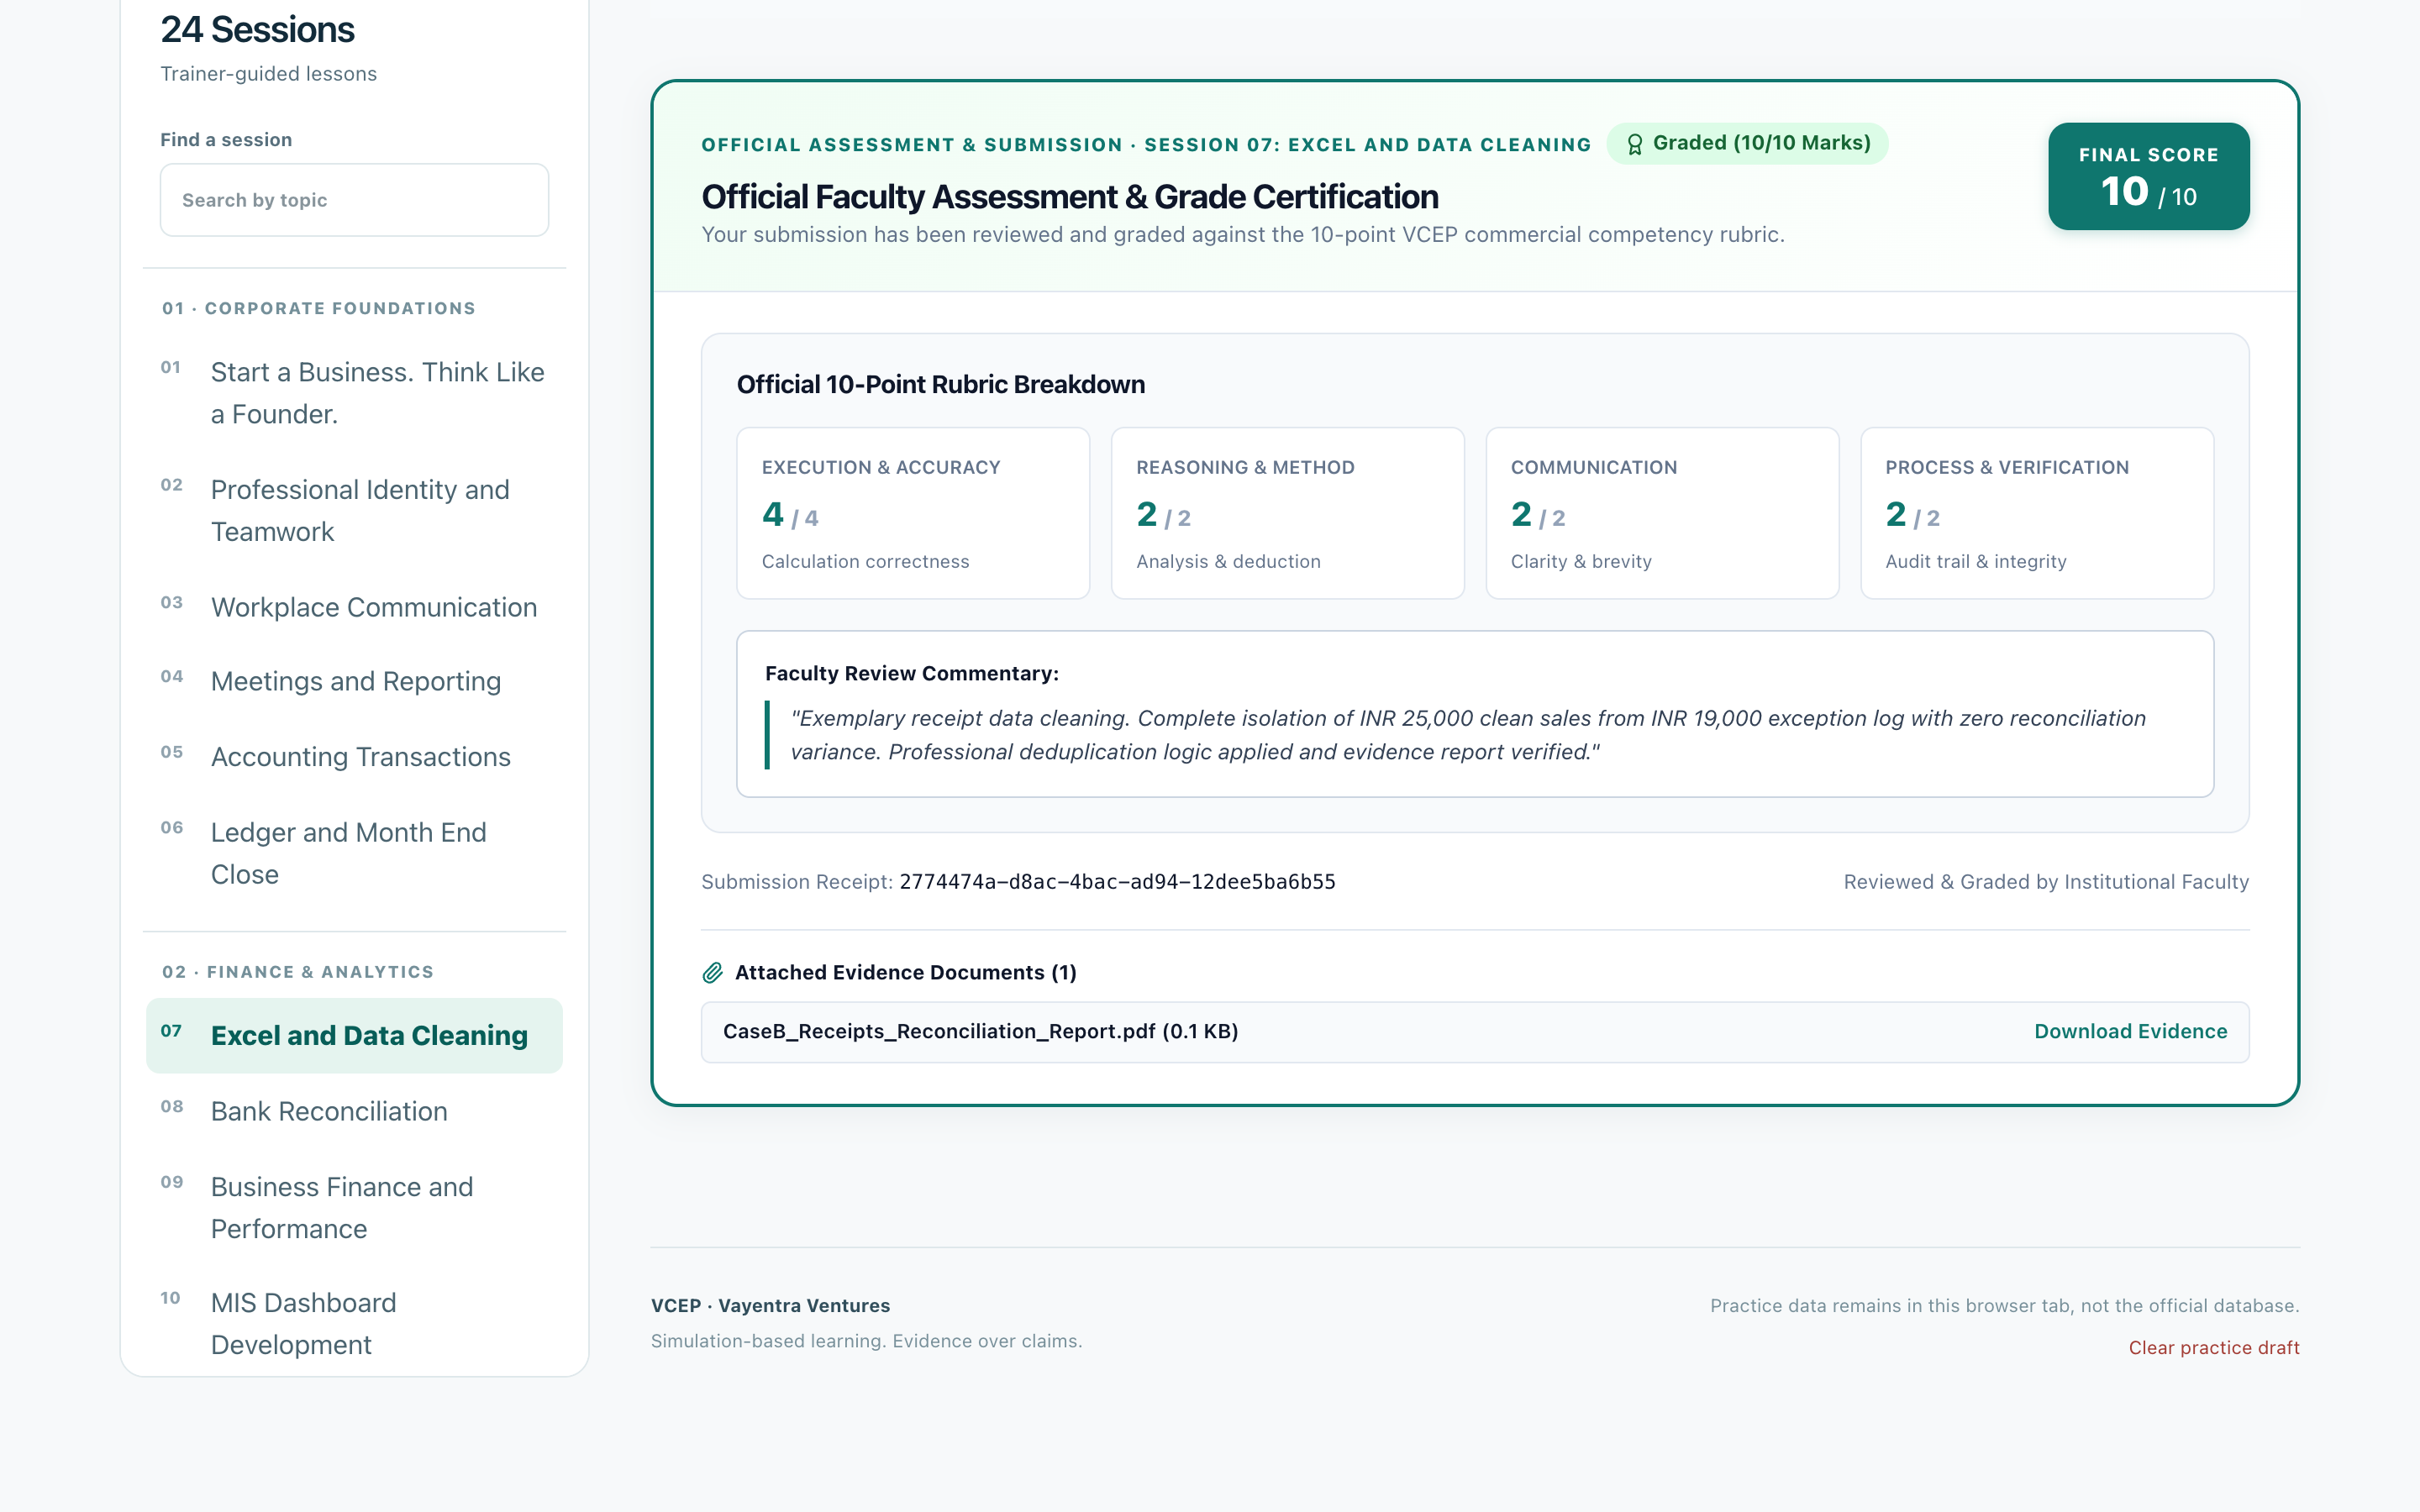 24 Sessions
Trainer-guided lessons
Find a session
Search by topic
01 · CORPORATE FOUNDATIONS
01 Start a Business. Think Like
a Founder.
02 Professional Identity and
Teamwork
03 Workplace Communication
04 Meetings and Reporting
05 Accounting Transactions
06 Ledger and Month End
Close
02 · FINANCE & ANALYTICS
07 Excel and Data Cleaning
08 Bank Reconciliation
09 Business Finance and
Performance
10 MIS Dashboard
Development
OFFICIAL ASSESSMENT & SUBMISSION · SESSION 07: EXCEL AND DATA CLEANING Graded (10/10 Marks)
Official Faculty Assessment & Grade Certification
Your submission has been reviewed and graded against the 10-point VCEP commercial competency rubric.
FINAL SCORE
10 / 10
Official 10-Point Rubric Breakdown
EXECUTION & ACCURACY
4 / 4
Calculation correctness
REASONING & METHOD
2 / 2
Analysis & deduction
COMMUNICATION
2 / 2
Clarity & brevity
PROCESS & VERIFICATION
2 / 2
Audit trail & integrity
Faculty Review Commentary:
"Exemplary receipt data cleaning. Complete isolation of INR 25,000 clean sales from INR 19,000 exception log with zero reconciliation
variance. Professional deduplication logic applied and evidence report verified."
Submission Receipt: 2774474a-d8ac-4bac-ad94-12dee5ba6b55
Reviewed & Graded by Institutional Faculty
Attached Evidence Documents (1)
CaseB_Receipts_Reconciliation_Report.pdf (0.1 KB)
Download Evidence
VCEP · Vayentra Ventures
Simulation-based learning. Evidence over claims.
Practice data remains in this browser tab, not the official database.
Clear practice draft